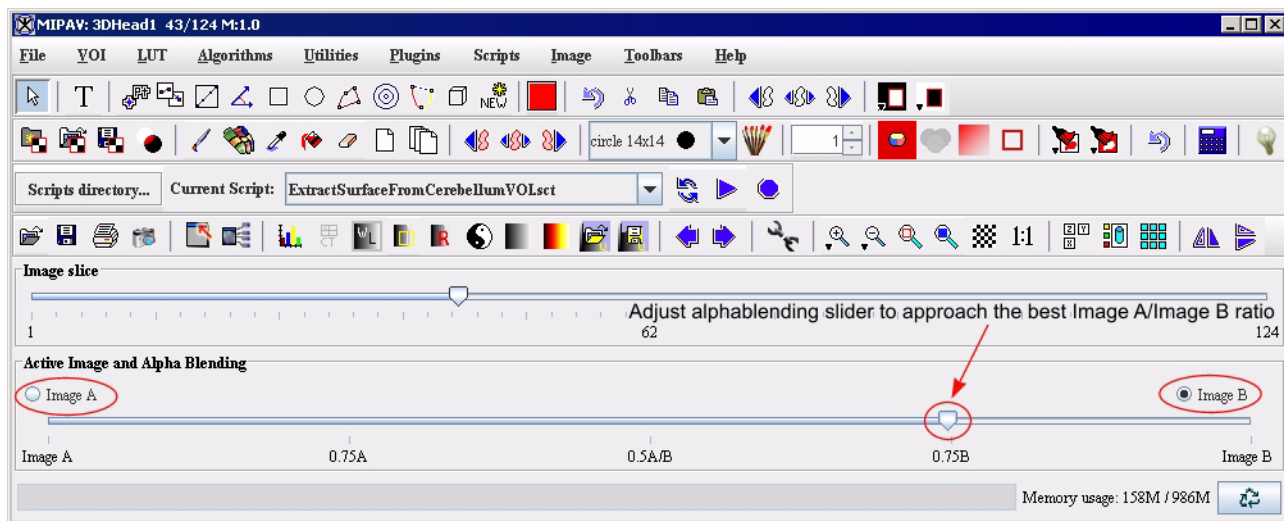 MIPAV: 3DHead1 43/124 M:1.0
File VOI LUT Algorithms Utilities Plugins Scripts Image Toolbars Help
T NEW
circle 14x14 1
Scripts directory... Current Script: ExtractSurfaceFromCerebellumVOI.sct
CT WL R 1:1 Z Y X
Image slice
Adjust alphablending slider to approach the best Image A/Image B ratio
1 62 124
Active Image and Alpha Blending
Image A Image B
Image A 0.75A 0.5A/B 0.75B Image B
Memory usage: 158M / 986M